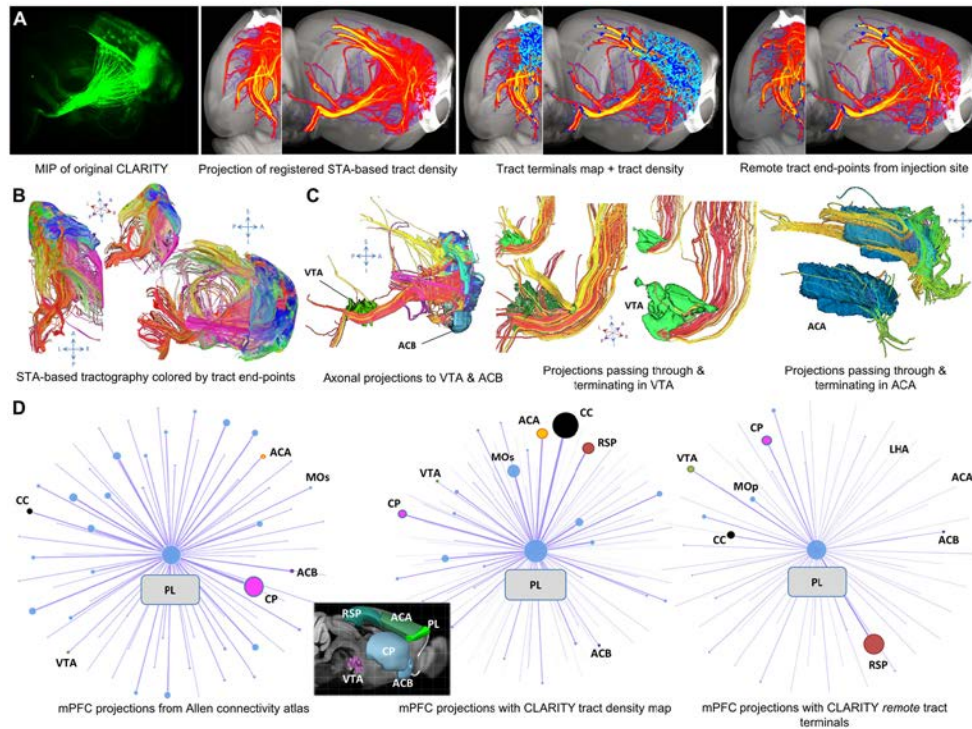 A
MIP of original CLARITY
Projection of registered STA-based tract density
Tract terminals map + tract density
Remote tract end-points from injection site
B
STA-based tractography colored by tract end-points
C
VTA
ACB
Axonal projections to VTA & ACB
VTA
Projections passing through &
terminating in VTA
ACA
Projections passing through &
terminating in ACA
D
ACA
MOs
CC
PL
ACB
CP
VTA
mPFC projections from Allen connectivity atlas
RSP
ACA
PL
CP
VTA
ACB
ACA
CC
RSP
MOs
VTA
CP
PL
ACB
mPFC projections with CLARITY tract density map
CP
LHA
VTA
ACA
MOp
CC
ACB
PL
RSP
mPFC projections with CLARITY remote tract
terminals